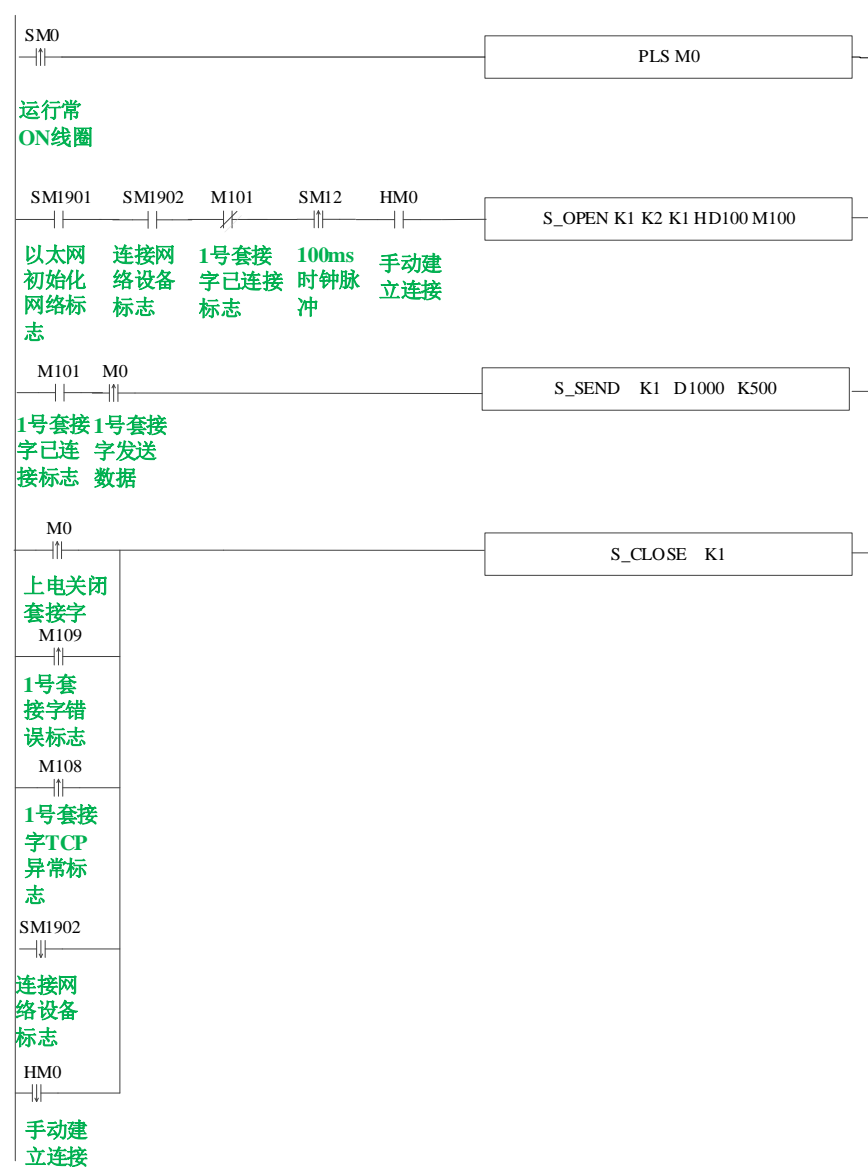 SM0
PLS M0
运行常
ON线圈
SM1901 SM1902 M101 SM12 HM0
S_OPEN K1 K2 K1 HD100 M100
以太网
初始化
网络标
志
连接网
络设备
标志
1号套接
字已连接
标志
100ms
时钟脉
冲
手动建
立连接
M101 M0
S_SEND K1 D1000 K500
1号套接
字已连
接标志
1号套接
字发送
数据
M0
S_CLOSE K1
上电关闭
套接字
M109
1号套
接字错
误标志
M108
1号套接
字TCP
异常标
志
SM1902
连接网
络设备
标志
HM0
手动建
立连接